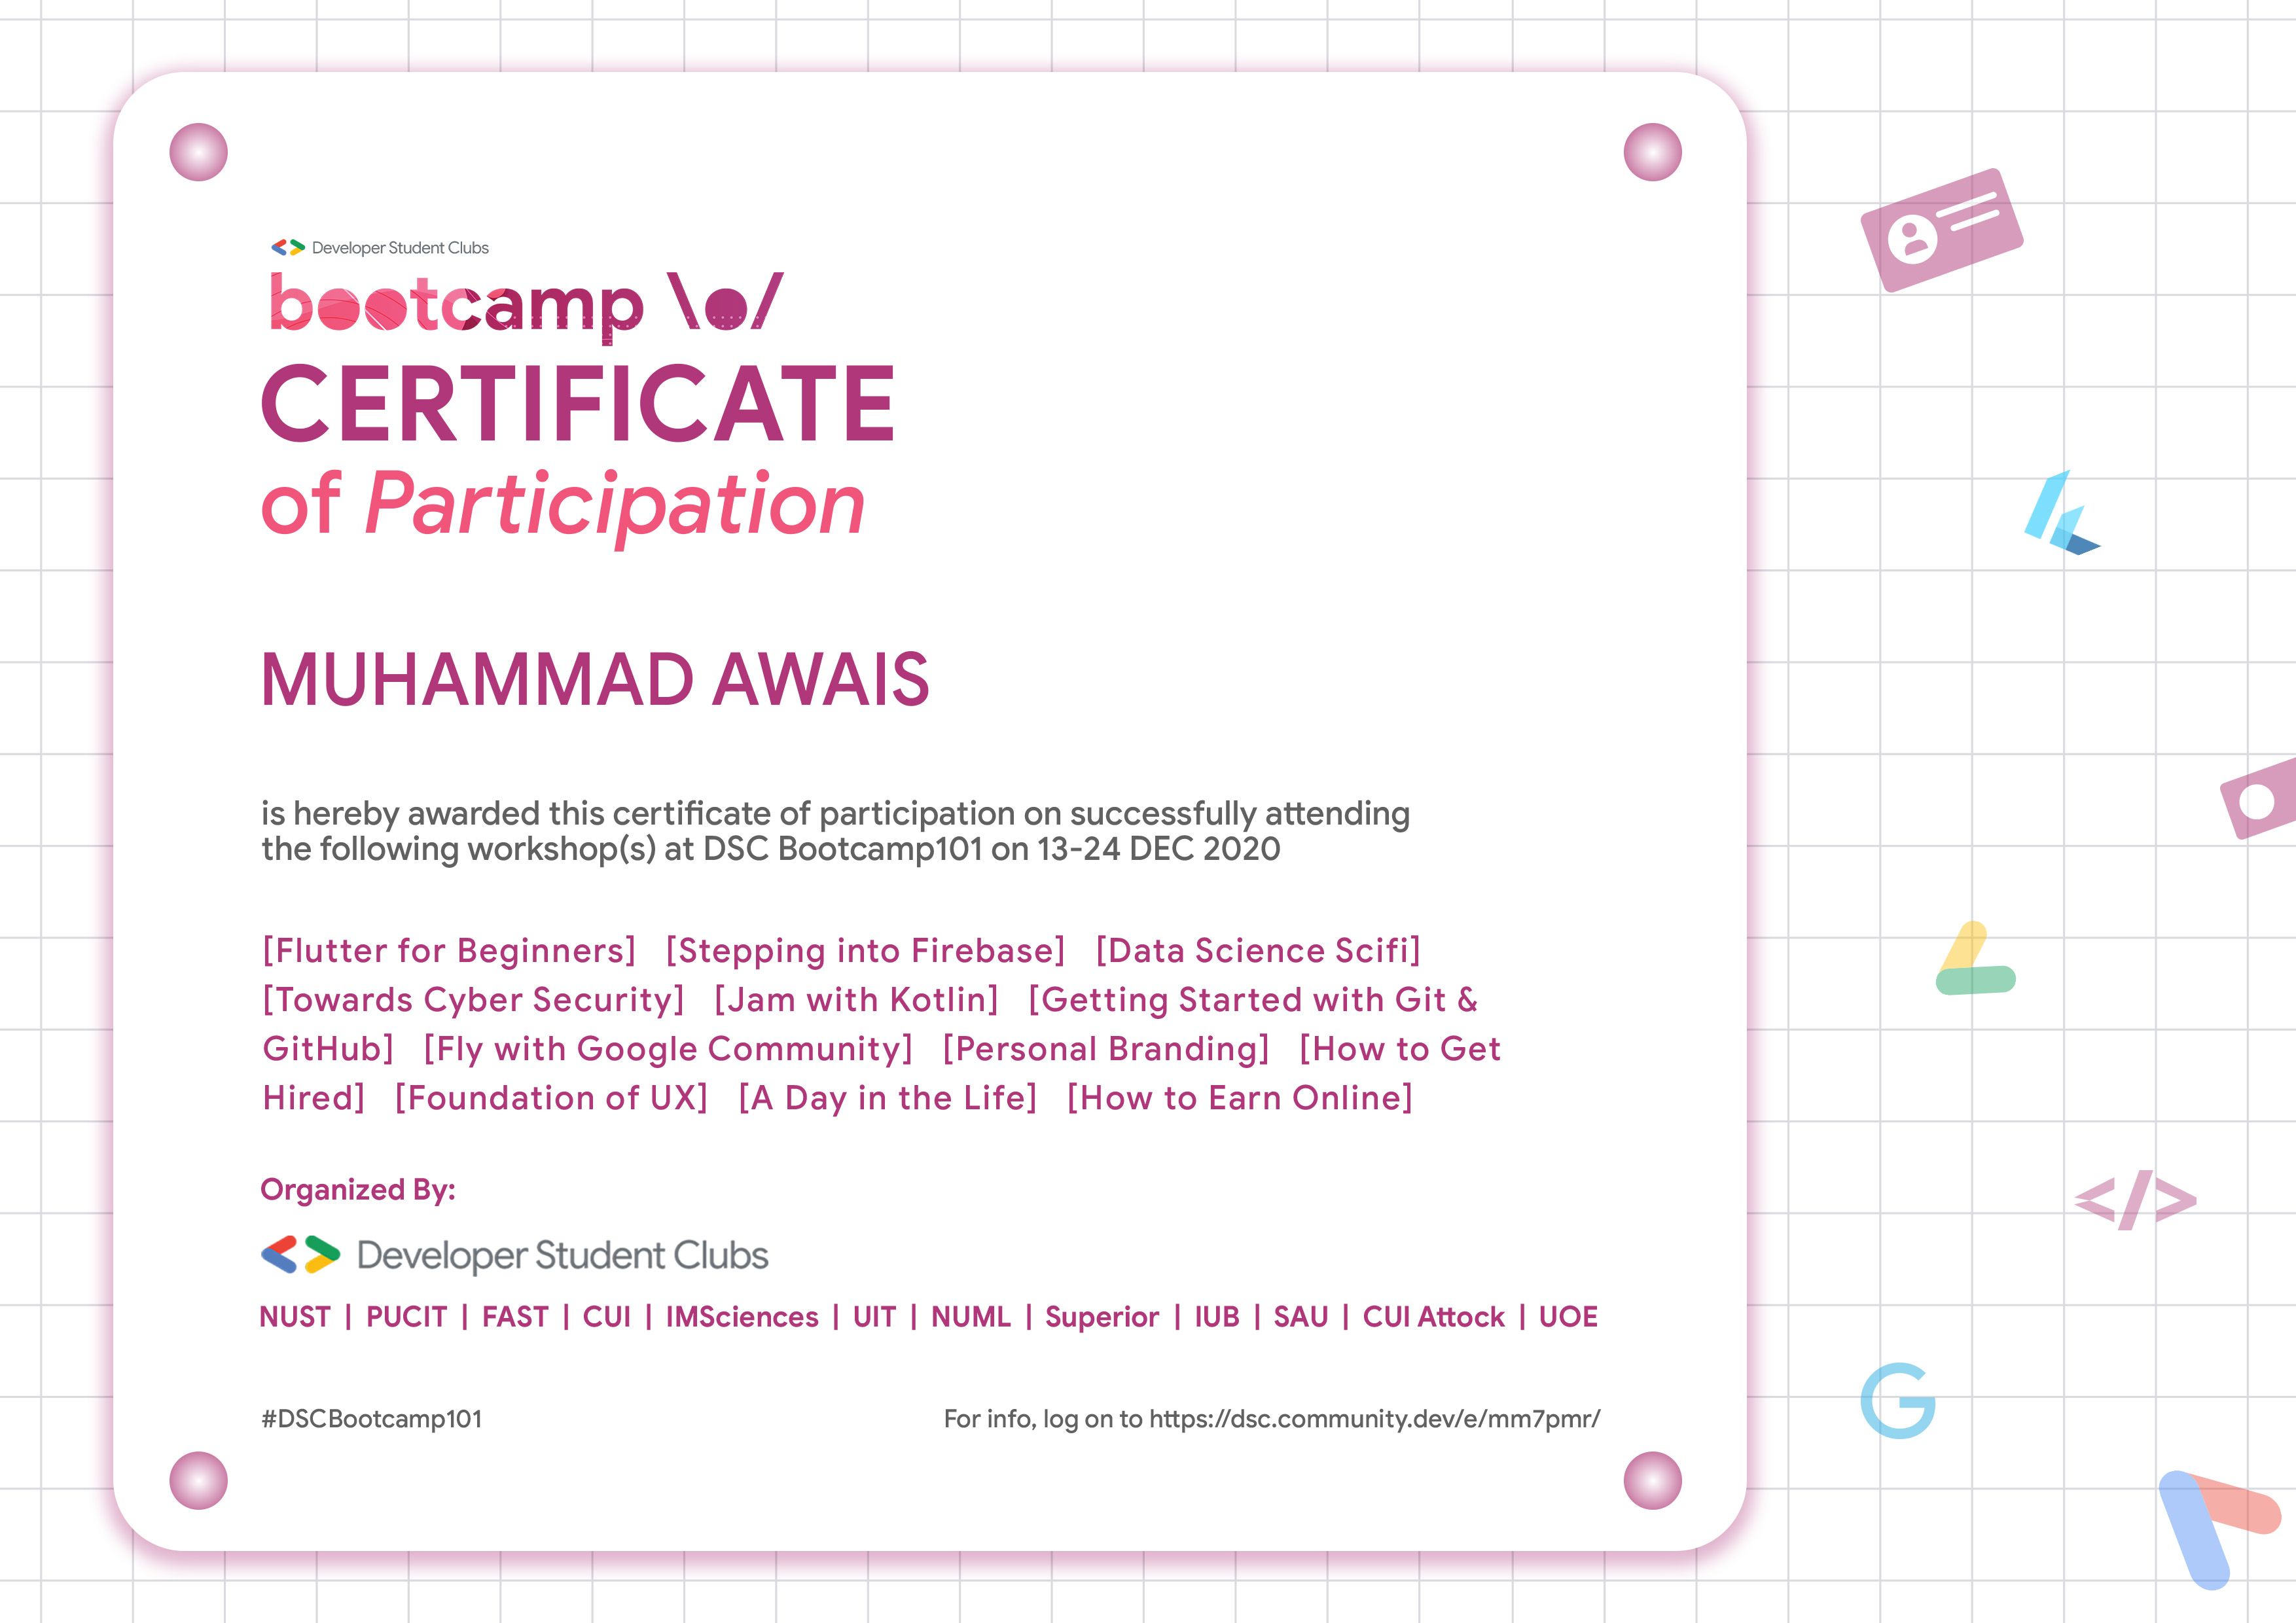 Developer Student Clubs
bootcamp \o/
CERTIFICATE
of Participation
MUHAMMAD AWAIS
is hereby awarded this certificate of participation on successfully attending
the following workshop(s) at DSC Bootcamp101 on 13-24 DEC 2020
[Flutter for Beginners] [Stepping into Firebase] [Data Science Scifi]
[Towards Cyber Security] [Jam with Kotlin] [Getting Started with Git &
GitHub] [Fly with Google Community] [Personal Branding] [How to Get
Hired] [Foundation of UX] [A Day in the Life] [How to Earn Online]
Organized By:
Developer Student Clubs
NUST | PUCIT | FAST | CUI | IMSciences | UIT | NUML | Superior | IUB | SAU | CUI Attock | UOE
#DSCBootcamp101 For info, log on to https://dsc.community.dev/e/mm7pmr/